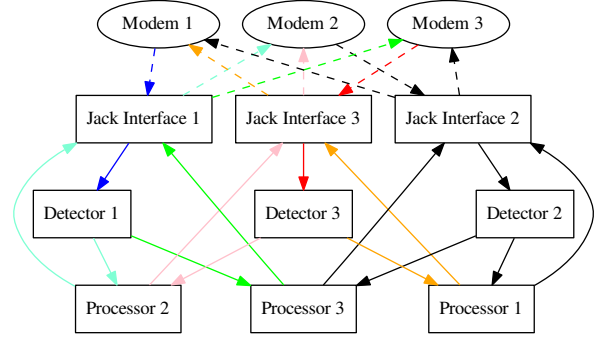 Modem 1
Modem 2
Modem 3
Jack Interface 1
Jack Interface 3
Jack Interface 2
Detector 1
Detector 3
Detector 2
Processor 2
Processor 3
Processor 1